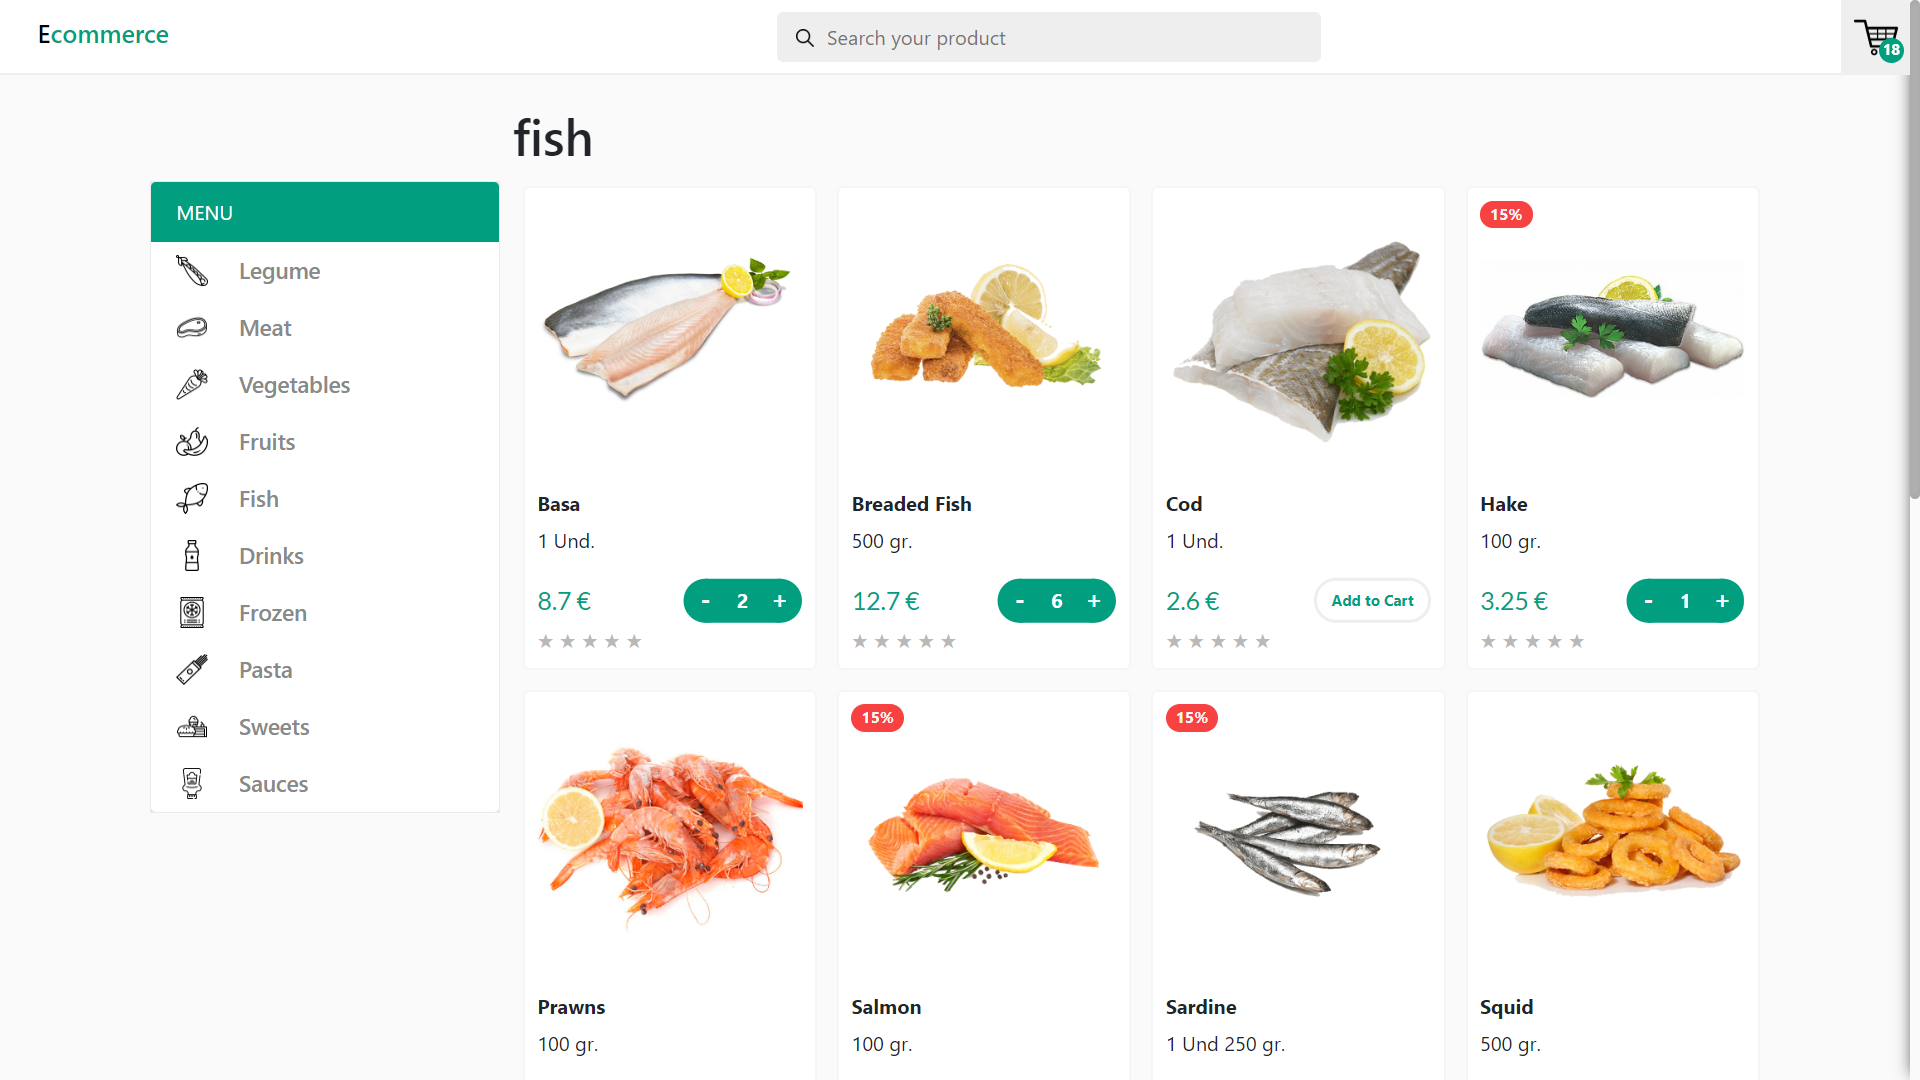 Ecommerce
Search your product
18
fish
MENU
Legume
Meat
Vegetables
Fruits
Fish
Drinks
Frozen
Pasta
Sweets
Sauces
Basa
1 Und.
8.7 €
- 2 +
Breaded Fish
500 gr.
12.7 €
- 6 +
Cod
1 Und.
2.6 €
Add to Cart
15%
Hake
100 gr.
3.25 €
- 1 +
Prawns
100 gr.
15%
Salmon
100 gr.
15%
Sardine
1 Und 250 gr.
Squid
500 gr.